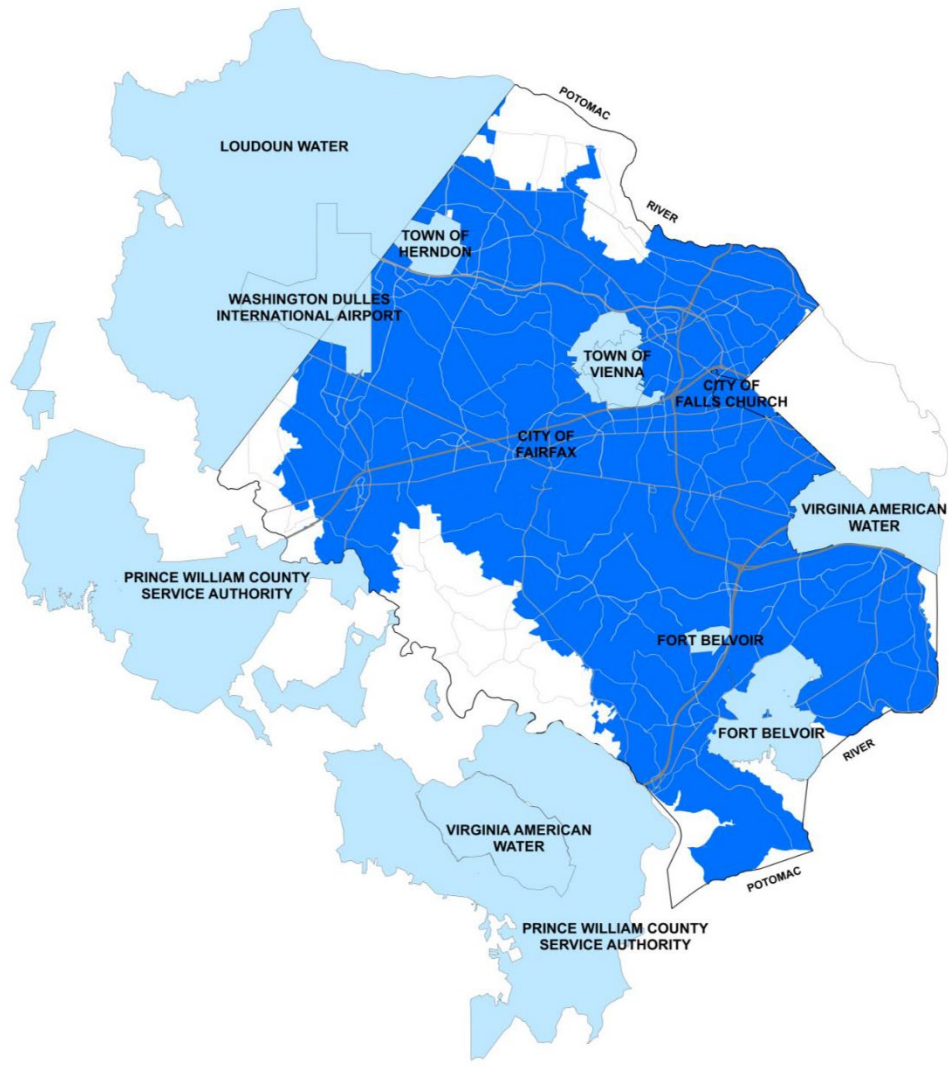 POTOMAC
LOUDOUN WATER
RIVER
TOWN OF
HERNDON
WASHINGTON DULLES
INTERNATIONAL AIRPORT
TOWN OF
VIENNA
CITY OF
FALLS CHURCH
CITY OF
FAIRFAX
VIRGINIA AMERICAN
WATER
PRINCE WILLIAM COUNTY
SERVICE AUTHORITY
FORT BELVOIR
FORT BELVOIR
RIVER
VIRGINIA AMERICAN
WATER
POTOMAC
PRINCE WILLIAM COUNTY
SERVICE AUTHORITY